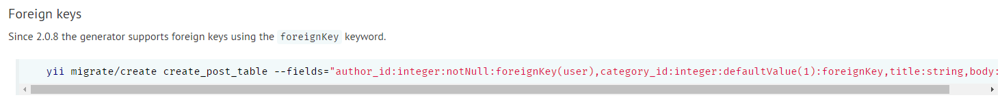 Foreign keys
Since 2.0.8 the generator supports foreign keys using the foreignKey keyword.
yii migrate/create create_post_table --fields="author_id:integer:notNull:foreignKey(user),category_id:integer:defaultValue(1):foreignKey,title:string,body: